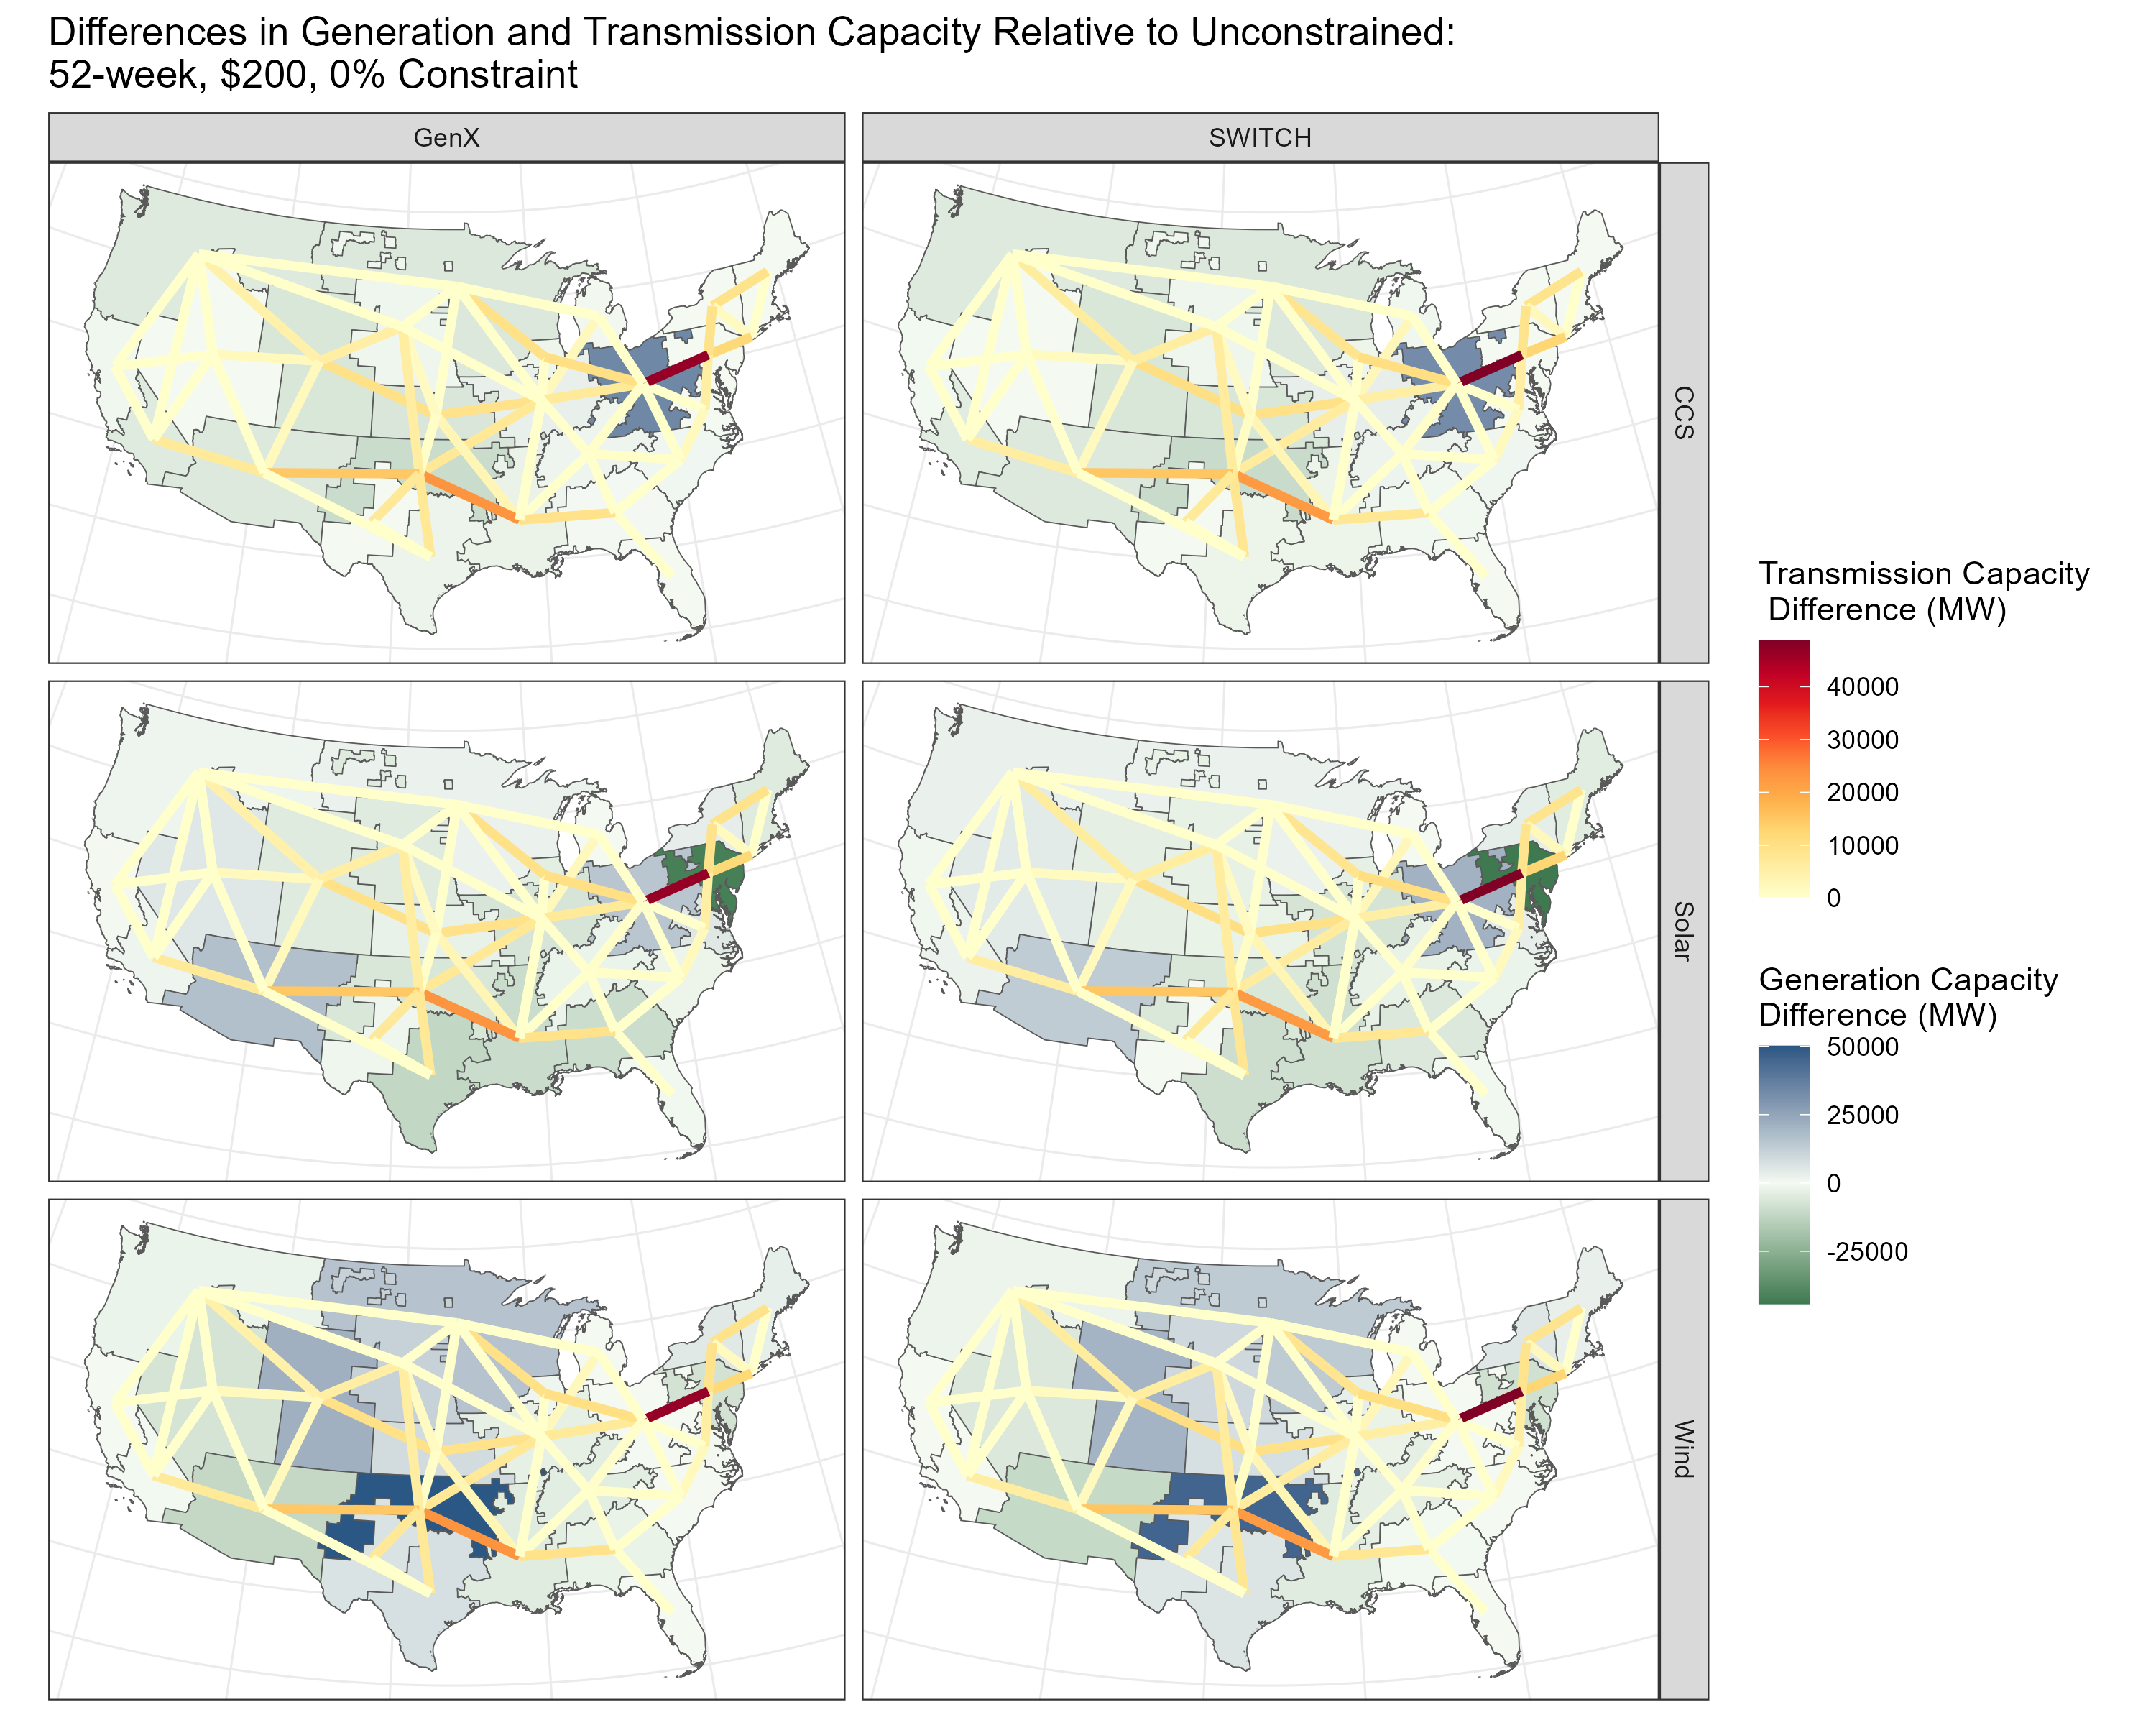 Differences in Generation and Transmission Capacity Relative to Unconstrained:
52-week, $200, 0% Constraint
GenX
SWITCH
CCS
Solar
Wind
Transmission Capacity
Difference (MW)
40000
30000
20000
10000
0
Generation Capacity
Difference (MW)
50000
25000
0
-25000